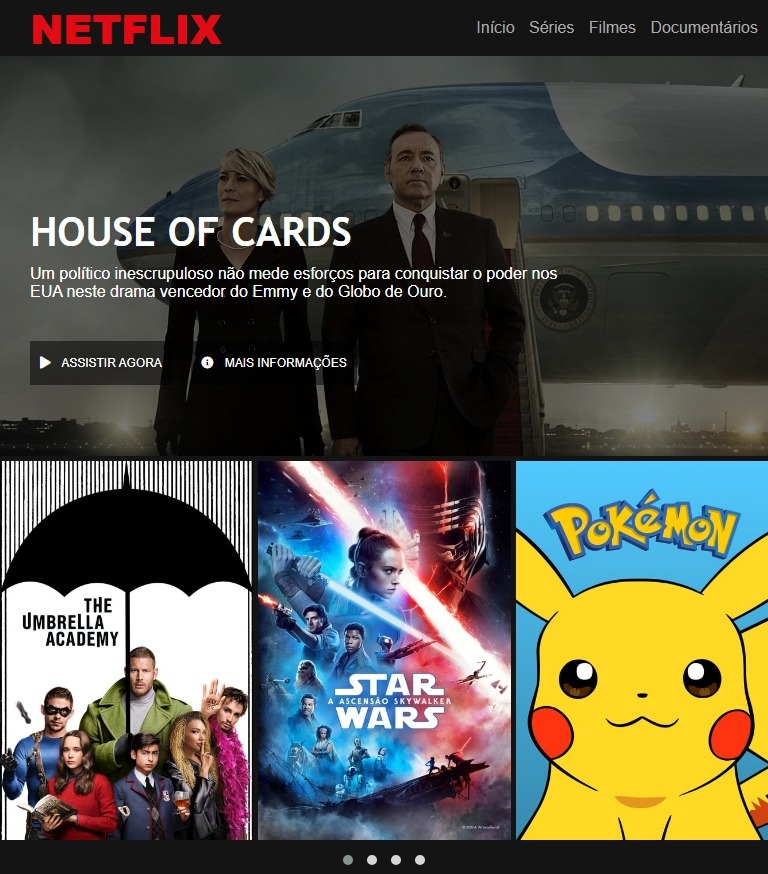 NETFLIX
Início Séries Filmes Documentários
HOUSE OF CARDS
Um político inescrupuloso não mede esforços para conquistar o poder nos
EUA neste drama vencedor do Emmy e do Globo de Ouro.
ASSISTIR AGORA MAIS INFORMAÇÕES
THE
UMBRELLA
ACADEMY
STAR
A ASCENSÃO SKYWALKER
WARS
POKéMON